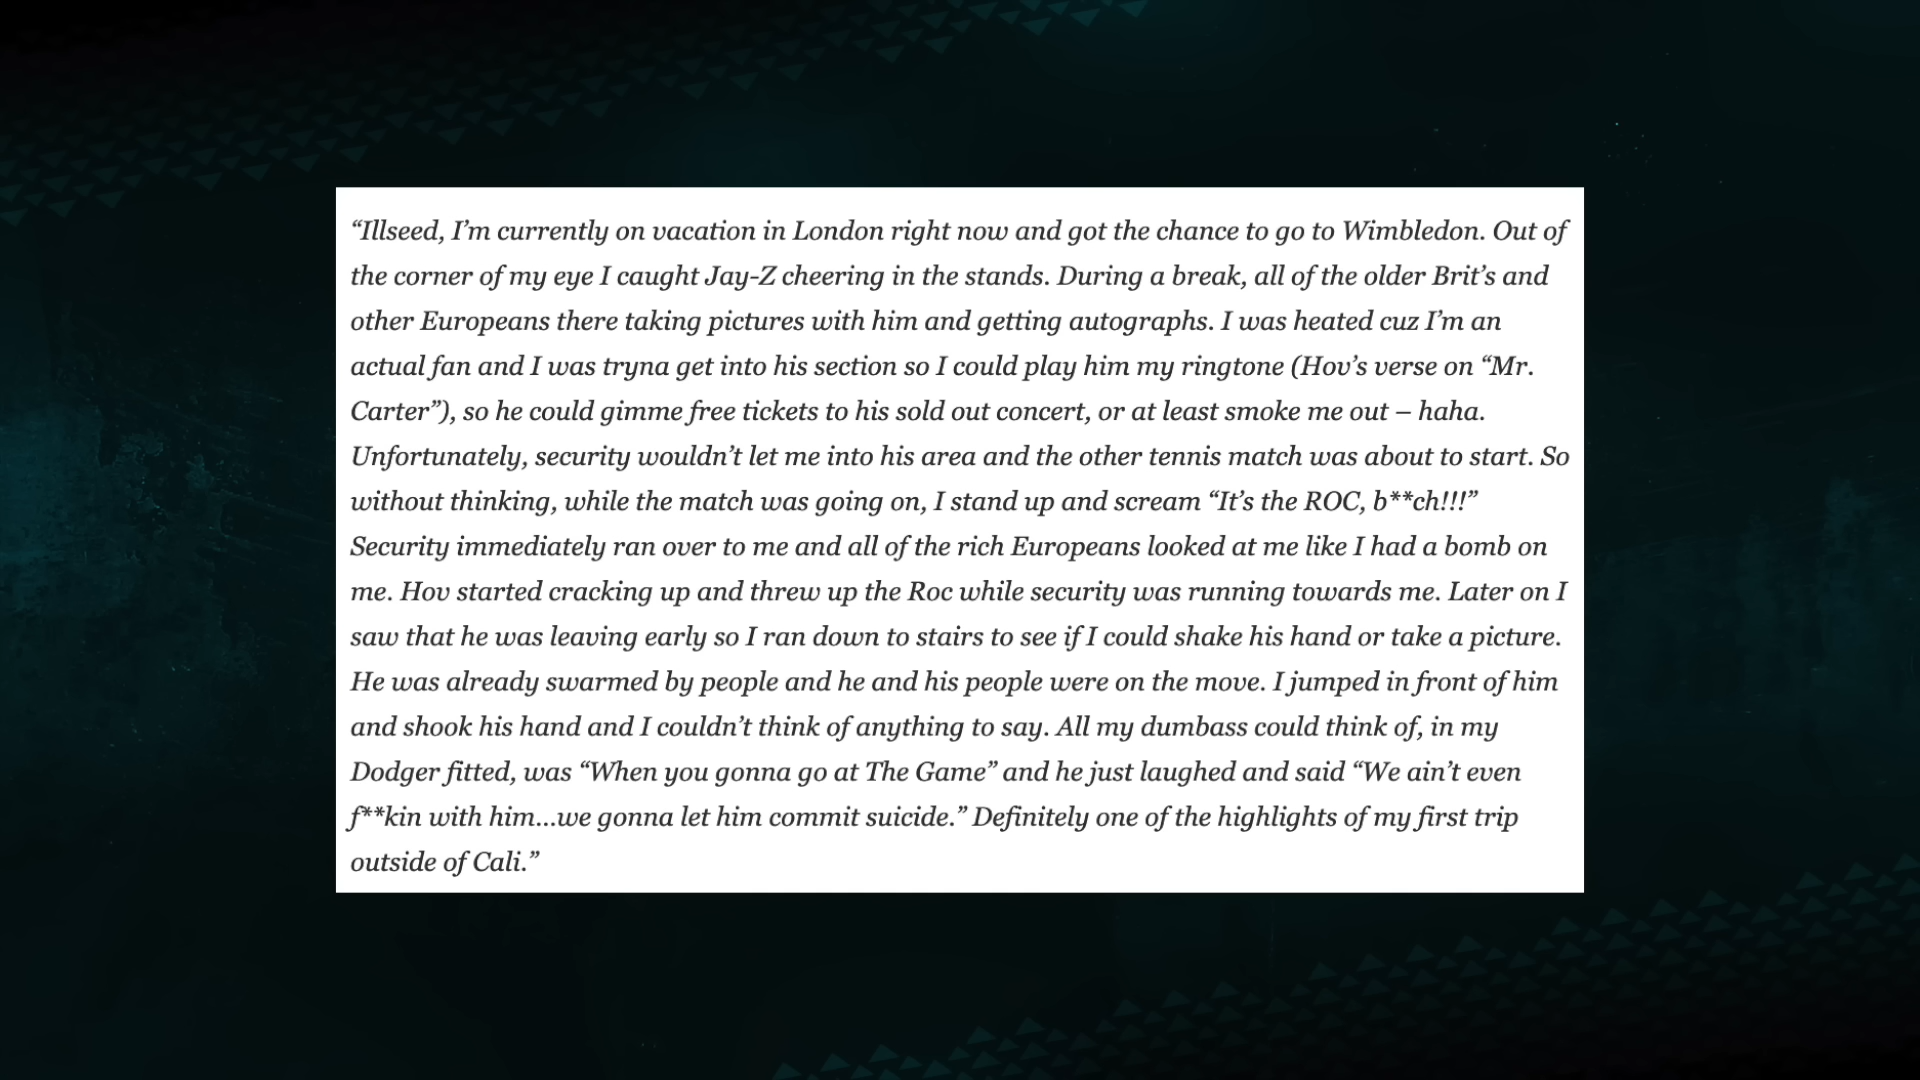 “Illseed, I’m currently on vacation in London right now and got the chance to go to Wimbledon. Out of
the corner of my eye I caught Jay-Z cheering in the stands. During a break, all of the older Brit’s and
other Europeans there taking pictures with him and getting autographs. I was heated cuz I’m an
actual fan and I was tryna get into his section so I could play him my ringtone (Hov’s verse on “Mr.
Carter”), so he could gimme free tickets to his sold out concert, or at least smoke me out – haha.
Unfortunately, security wouldn’t let me into his area and the other tennis match was about to start. So
without thinking, while the match was going on, I stand up and scream “It’s the ROC, b**ch!!!”
Security immediately ran over to me and all of the rich Europeans looked at me like I had a bomb on
me. Hov started cracking up and threw up the Roc while security was running towards me. Later on I
saw that he was leaving early so I ran down to stairs to see if I could shake his hand or take a picture.
He was already swarmed by people and he and his people were on the move. I jumped in front of him
and shook his hand and I couldn’t think of anything to say. All my dumbass could think of, in my
Dodger fitted, was “When you gonna go at The Game” and he just laughed and said “We ain’t even
f**kin with him…we gonna let him commit suicide.” Definitely one of the highlights of my first trip
outside of Cali.”